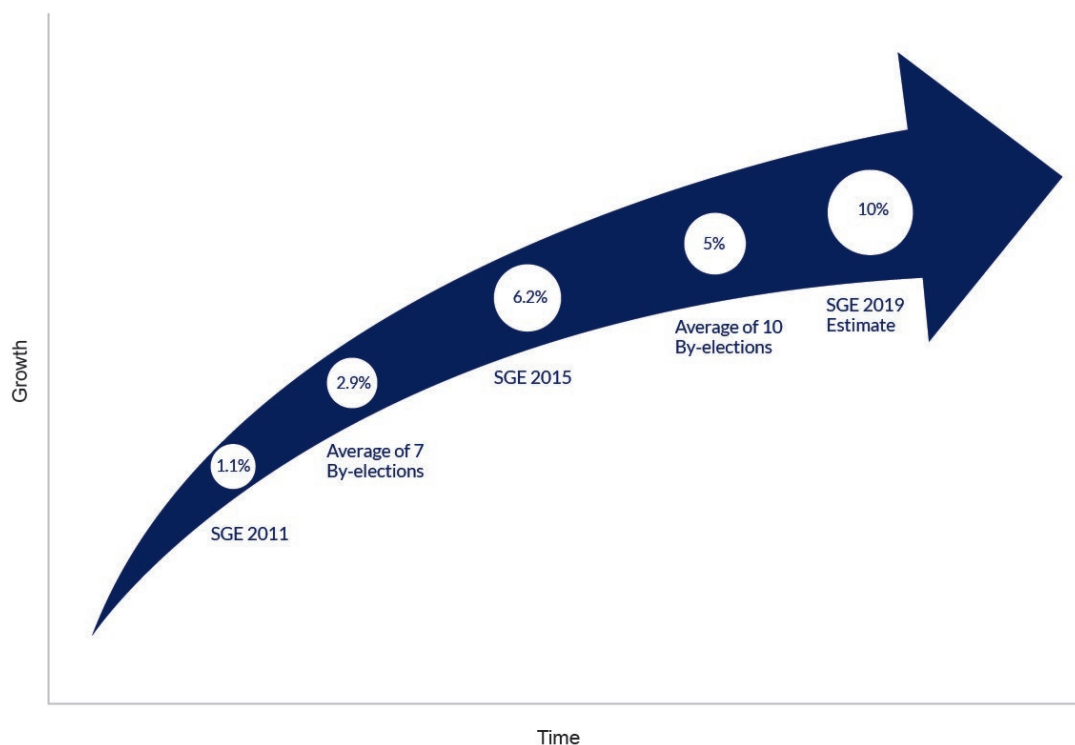 10%
5%
6.2%
SGE 2019
Estimate
Average of 10
By-elections
SGE 2015
2.9%
Growth
Average of 7
By-elections
1.1%
SGE 2011
Time